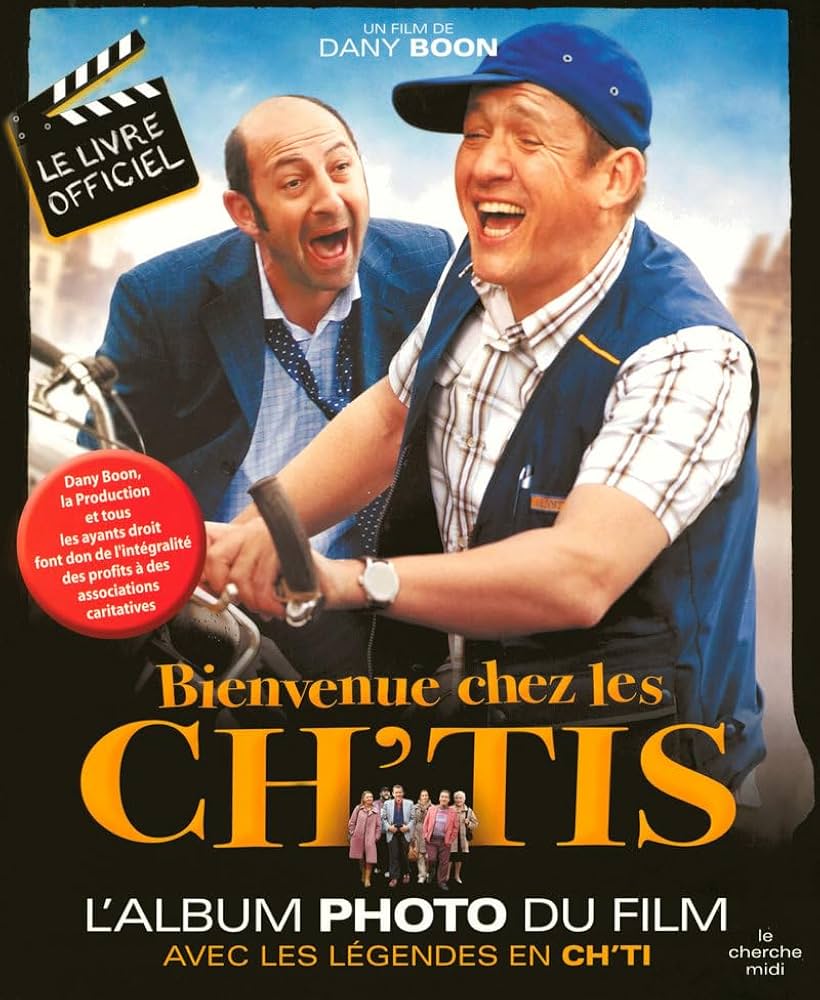 UN FILM DE
DANY BOON
LE LIVRE
OFFICIEL
Dany Boon,
la Production
et tous
les ayants droit
font don de l'intégralité
des profits à des
associations
caritatives
Bienvenue chez les
CH'TIS
L'ALBUM PHOTO DU FILM
AVEC LES LÉGENDES EN CH'TI
le
cherche
midi